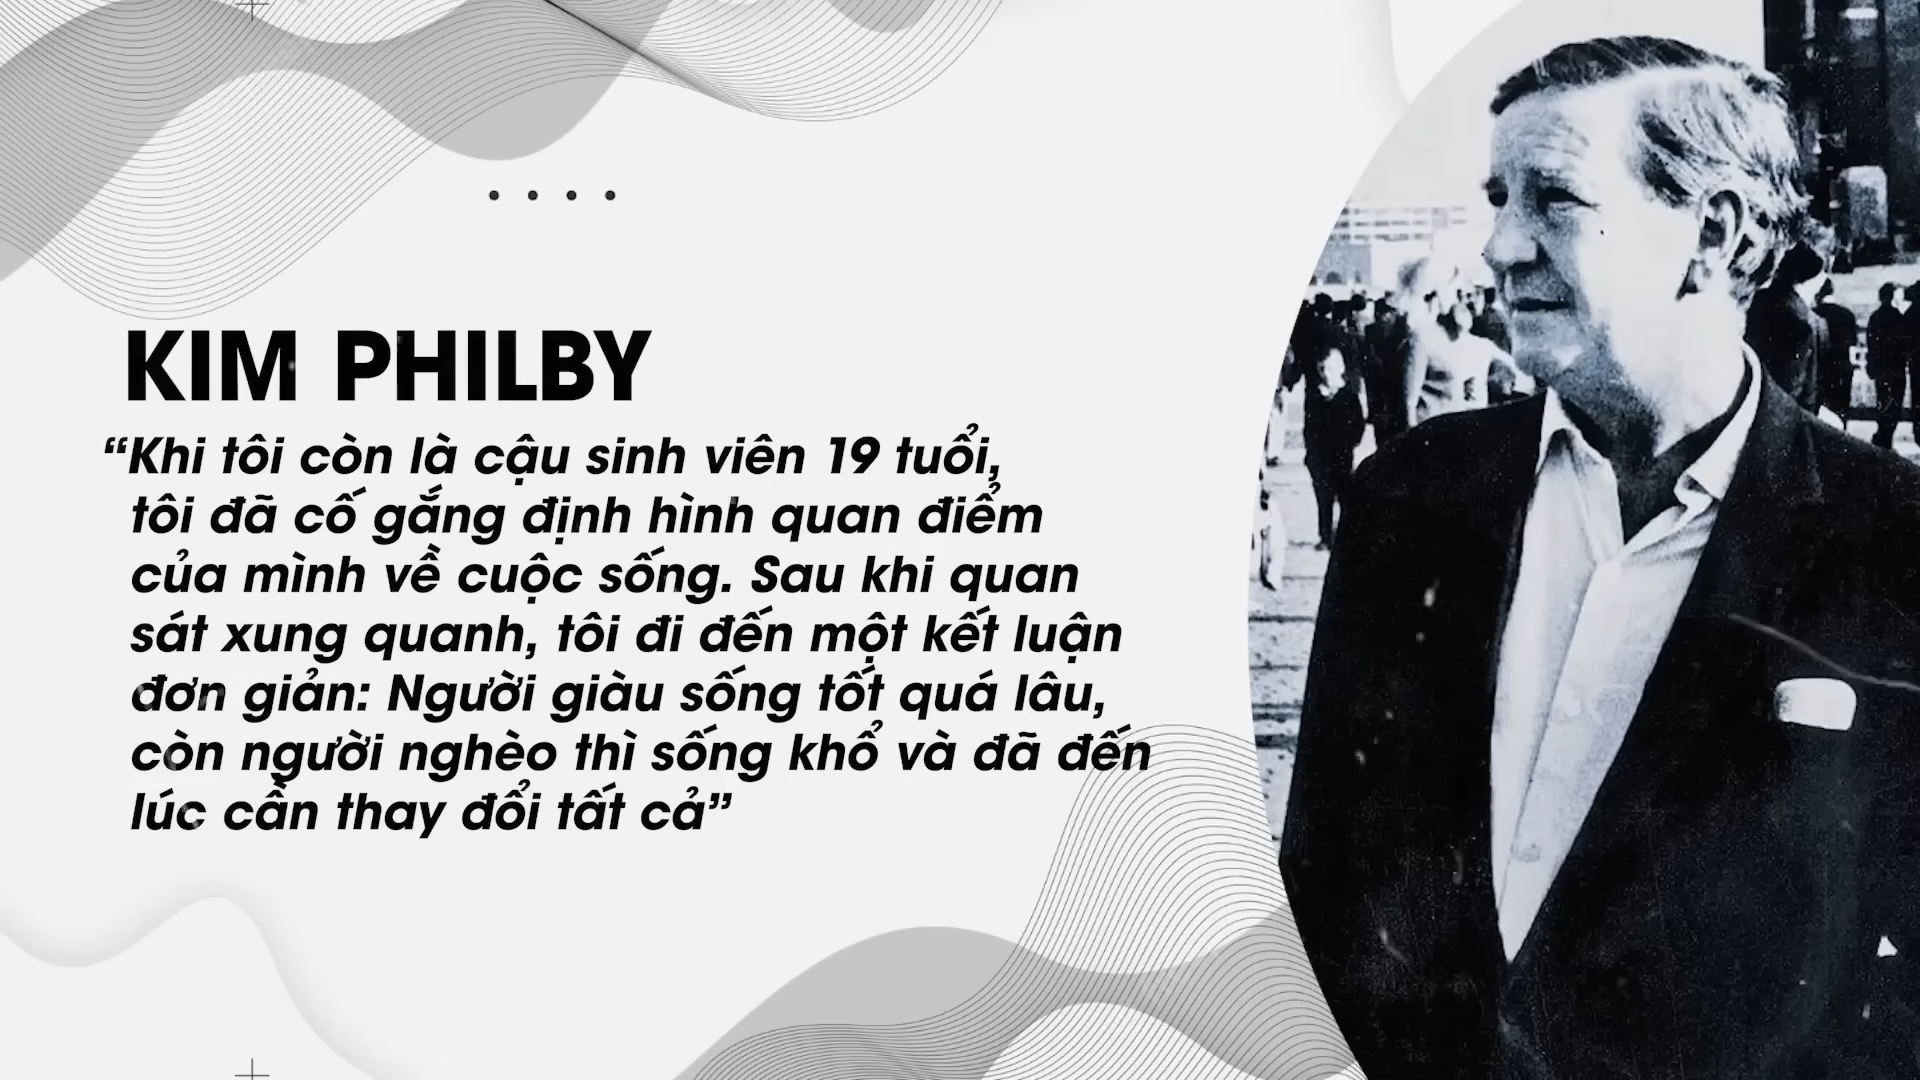 KIM PHILBY
“Khi tôi còn là cậu sinh viên 19 tuổi,
tôi đã cố gắng định hình quan điểm
của mình về cuộc sống. Sau khi quan
sát xung quanh, tôi đi đến một kết luận
đơn giản: Người giàu sống tốt quá lâu,
còn người nghèo thì sống khổ và đã đến
lúc cần thay đổi tất cả”